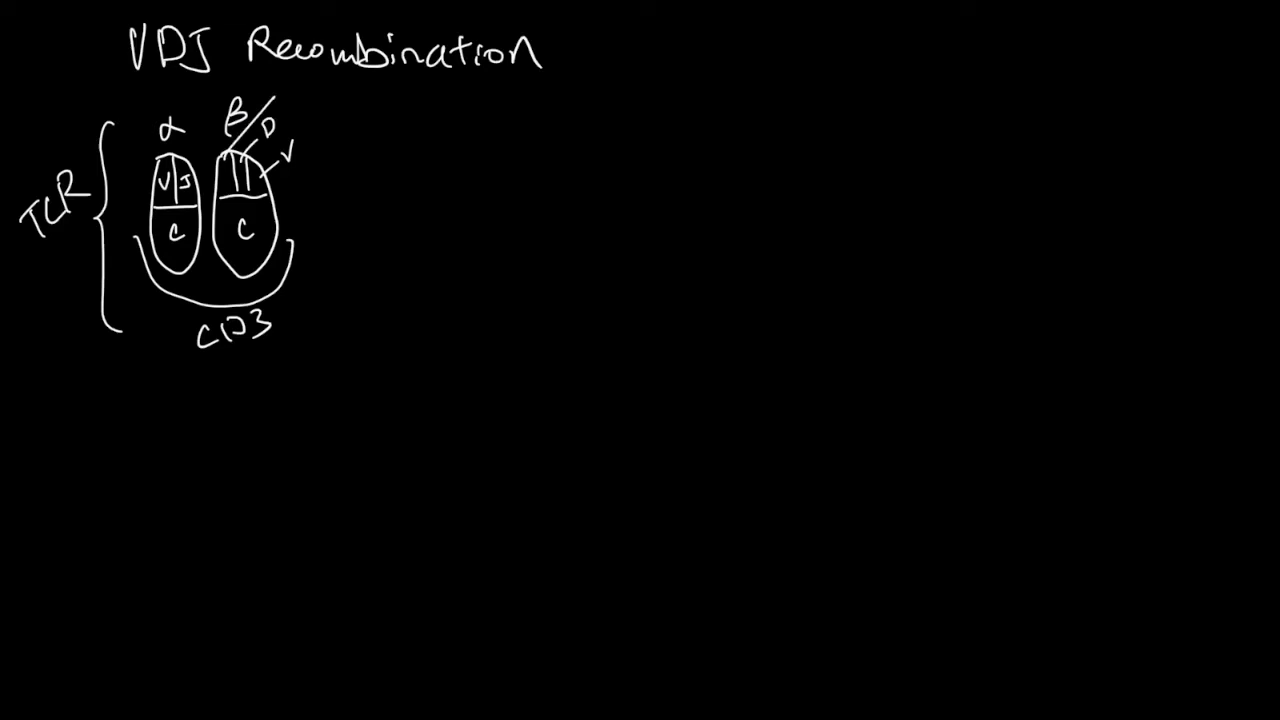 VDJ Recombination
α β
D
V
TCR
V J
C C
CD3